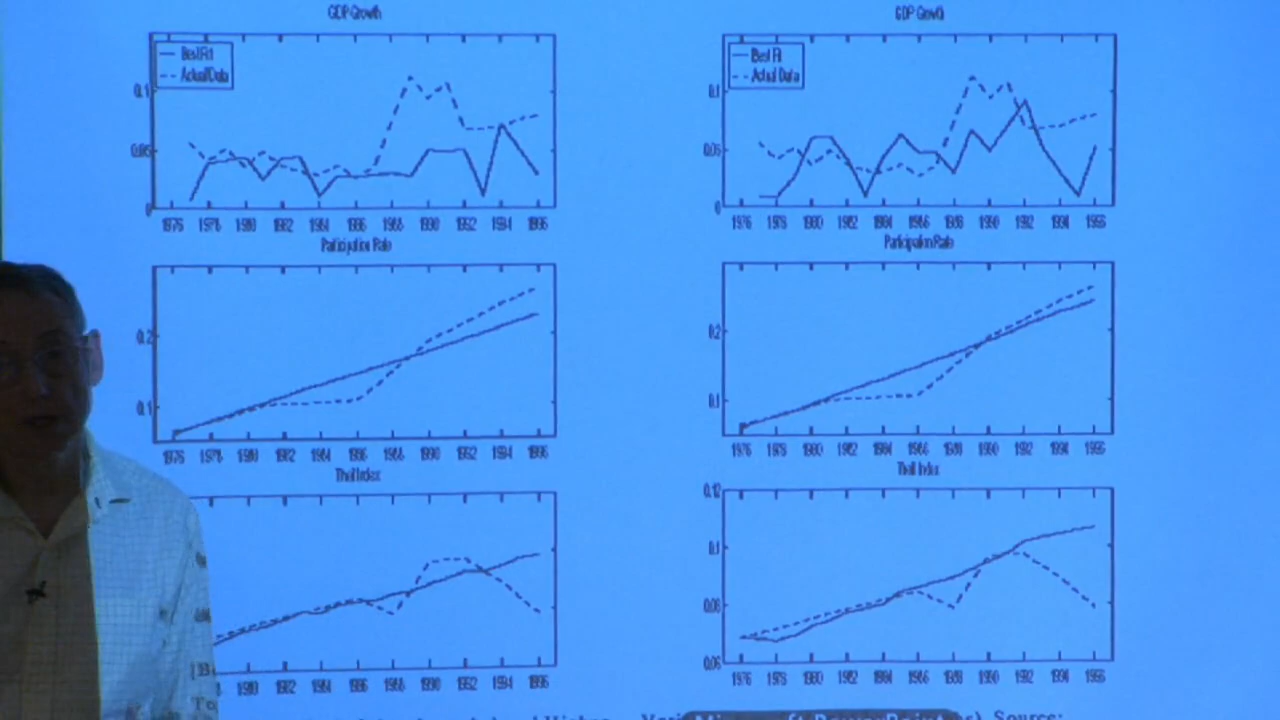 GDP Growth
Best Fit
Actual Data
0.1
0.05
0
1976 1978 1980 1982 1984 1986 1988 1990 1992 1994 1996
Participation Rate
0.2
0.1
1976 1978 1980 1982 1984 1986 1988 1990 1992 1994 1996
Theil Index
1980 1982 1984 1986 1988 1990 1992 1994 1996
GDP Growth
Best Fit
Actual Data
0.1
0.05
0
1976 1978 1980 1982 1984 1986 1988 1990 1992 1994 1996
Participation Rate
0.2
0.1
1976 1978 1980 1982 1984 1986 1988 1990 1992 1994 1996
Theil Index
0.12
0.1
0.08
0.06
1976 1978 1980 1982 1984 1986 1988 1990 1992 1994 1996
Microsoft PowerPoint
Source: